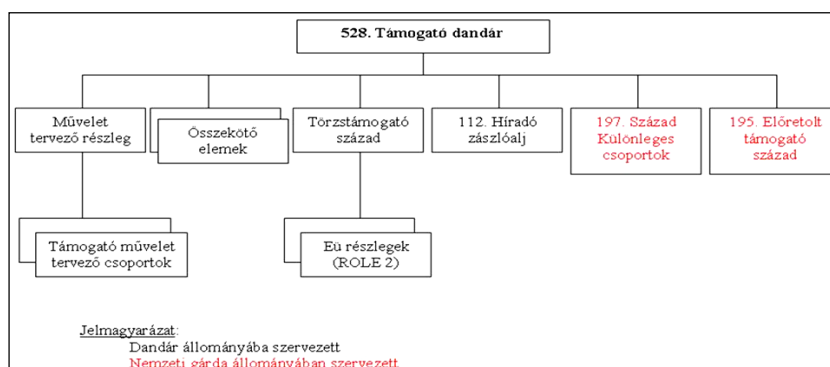 528. Támogató dandár
Művelet
tervező részleg
Összekötő
elemek
Törzstámogató
század
112. Híradó
zászlóalj
197. Század
Különleges
csoportok
195. Előretolt
támogató
század
Támogató művelet
tervező csoportok
Eü részlegek
(ROLE 2)
Jelmagyarázat:
Dandár állományába szervezett
Nemzeti gárda állományában szervezett